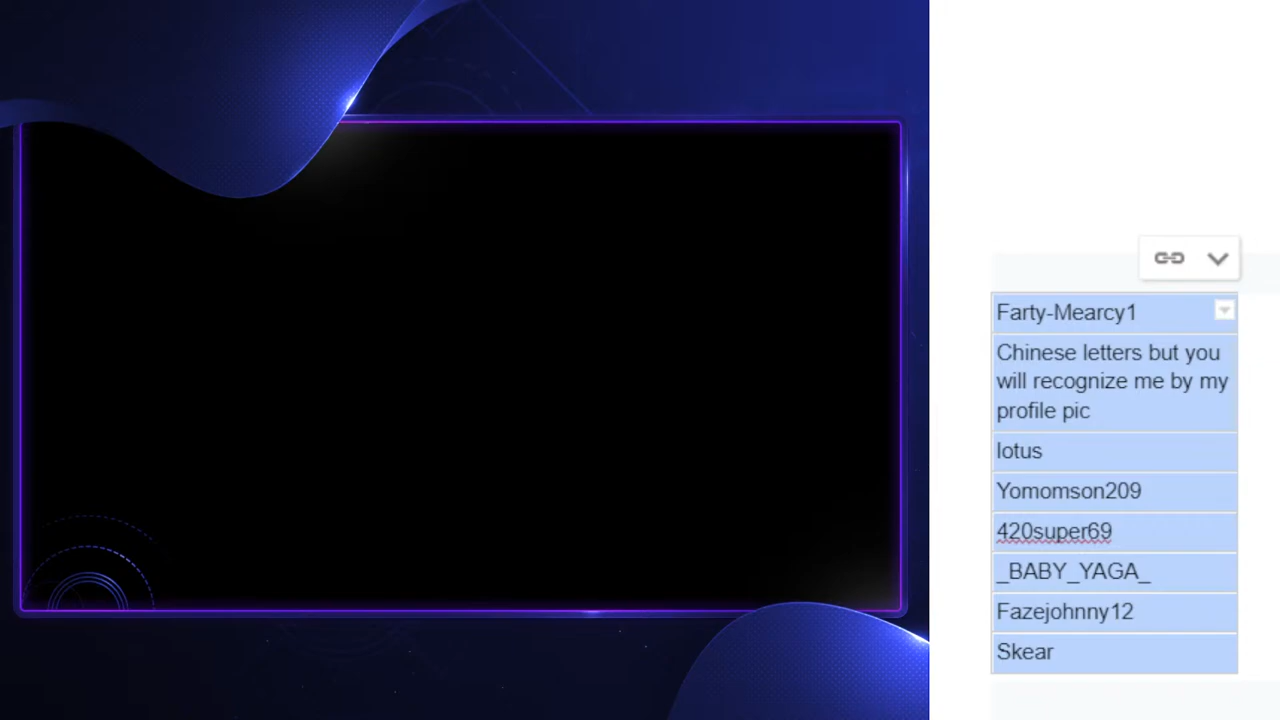 Farty-Mearcy1
Chinese letters but you
will recognize me by my
profile pic
lotus
Yomomson209
420super69
_BABY_YAGA_
Fazejohnny12
Skear